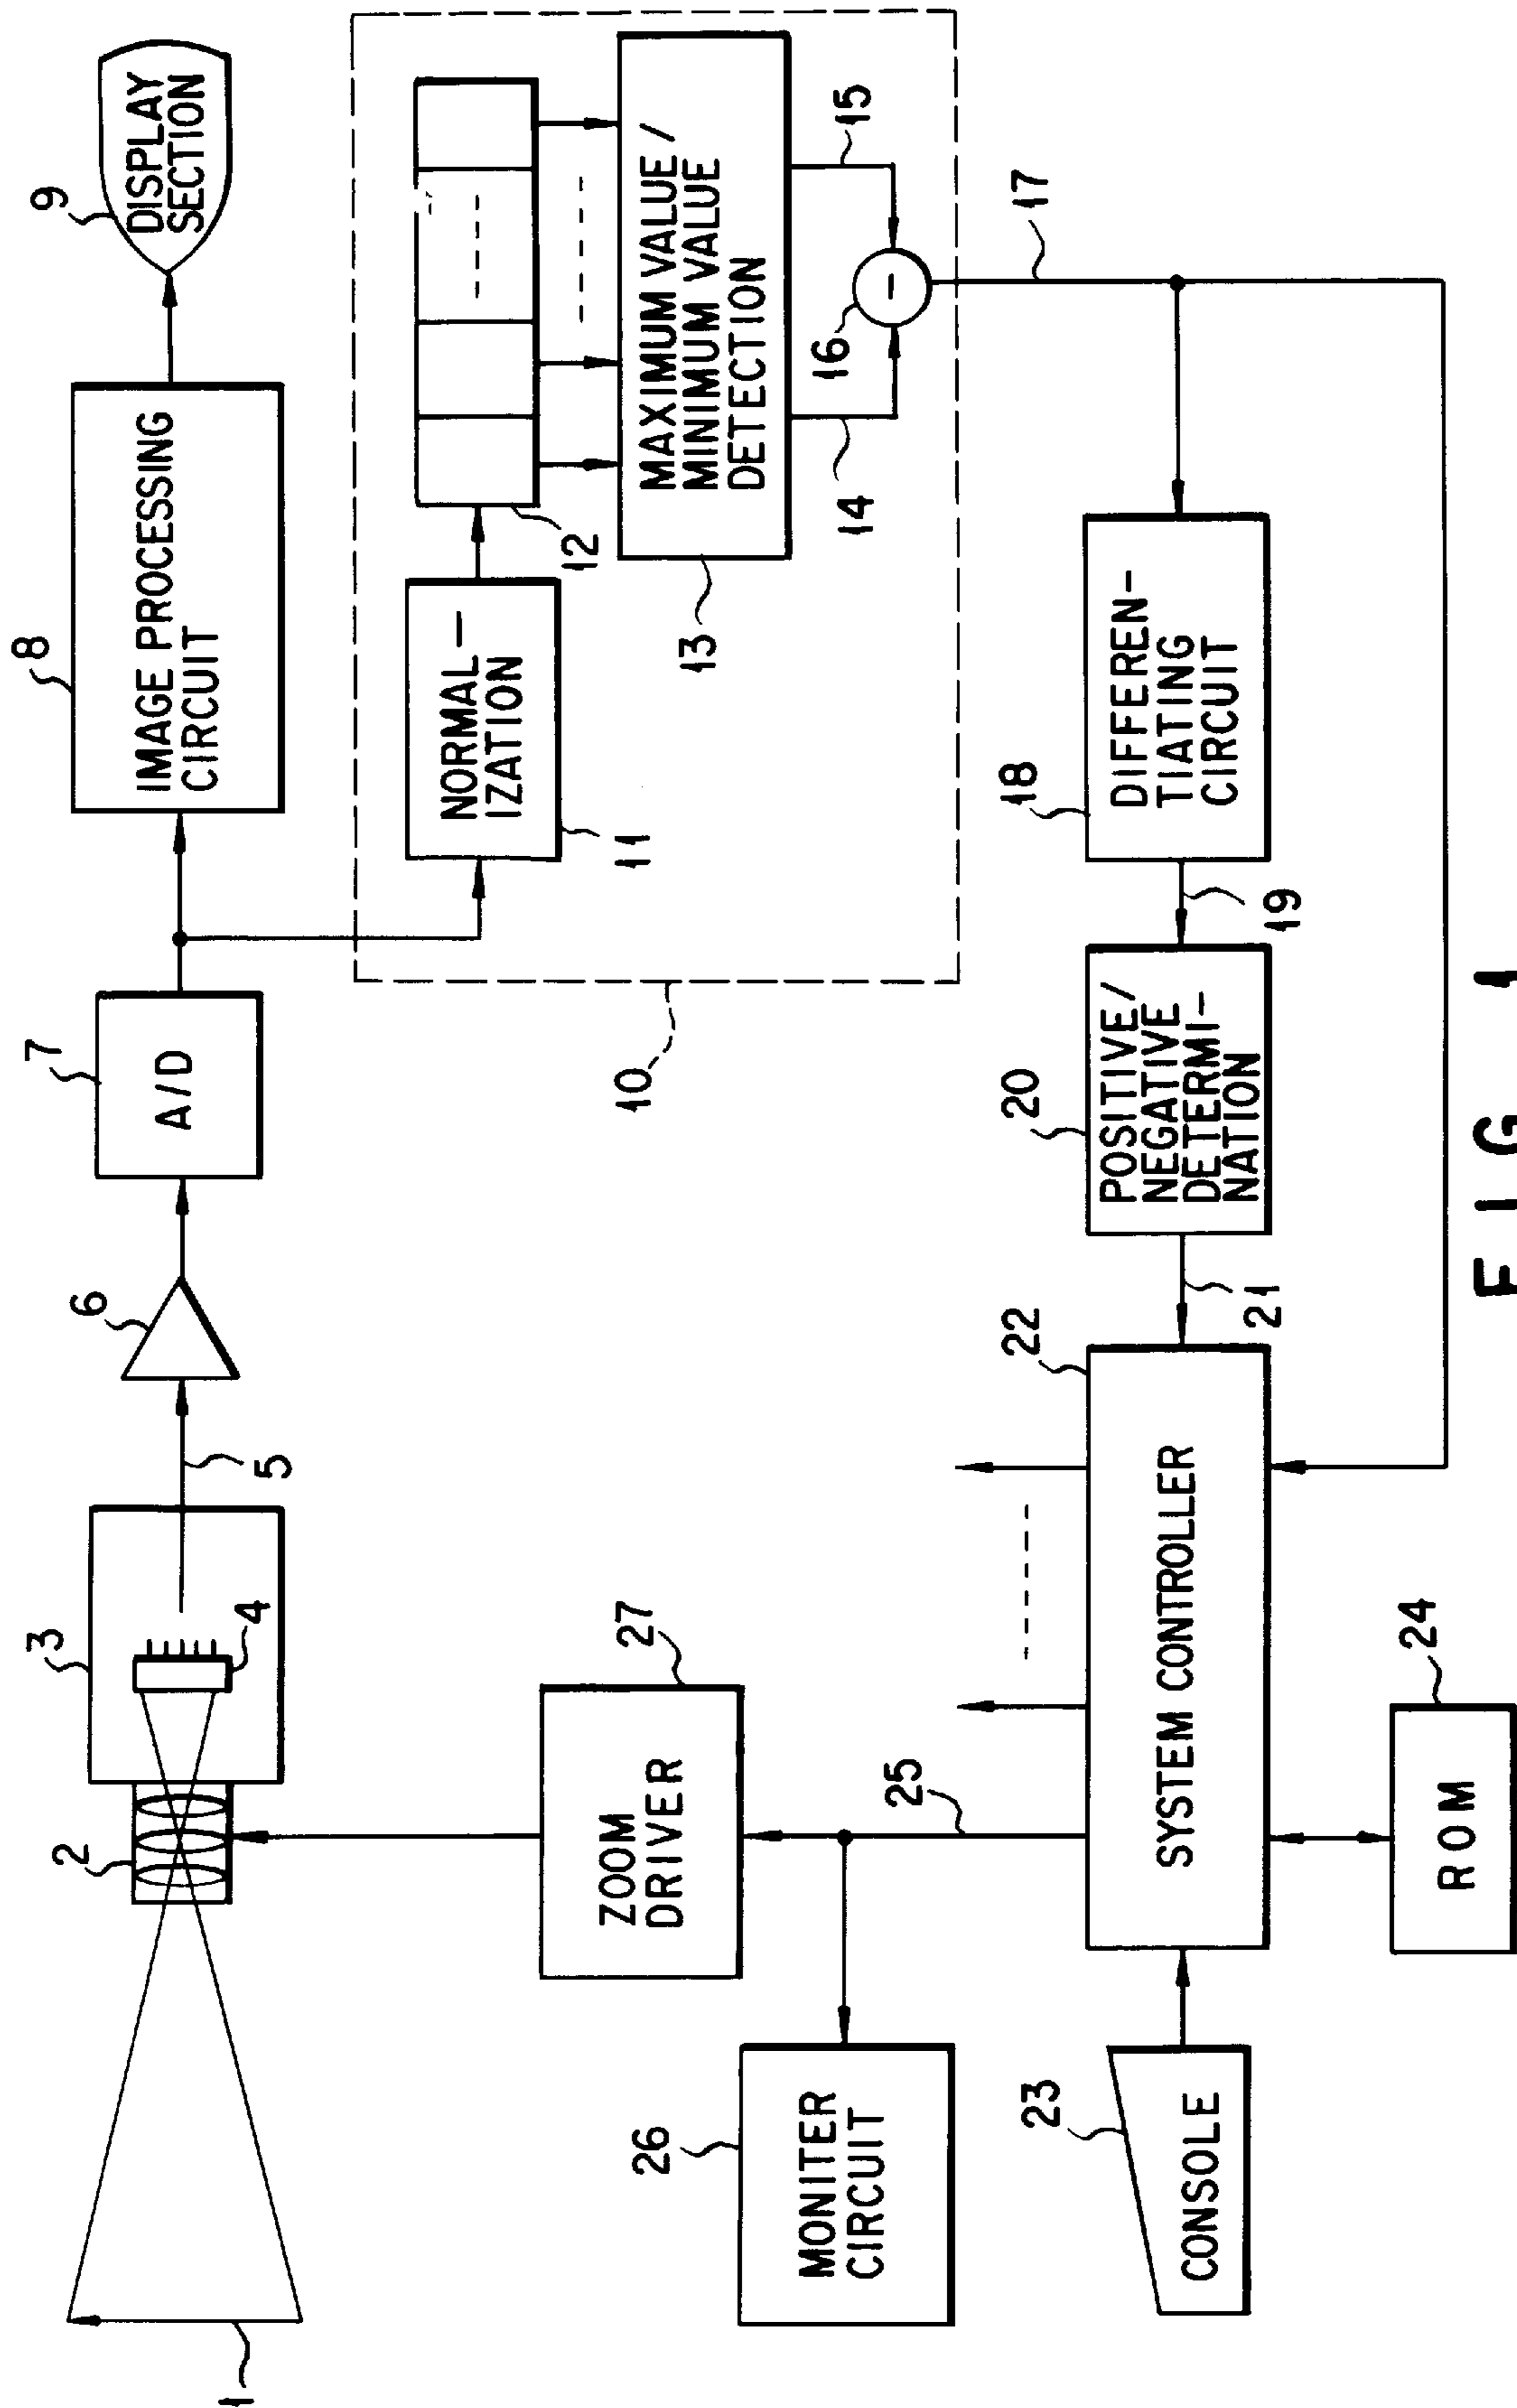 1
2
3
4
5
6
7
A/D
8
IMAGE PROCESSING
CIRCUIT
9
DISPLAY
SECTION
10
11
NORMAL-
IZATION
12
13
MAXIMUM VALUE /
MINIMUM VALUE
DETECTION
14
15
16
-
17
18
DIFFEREN-
TIATING
CIRCUIT
19
20
POSITIVE/
NEGATIVE
DETERMI-
NATION
21
22
SYSTEM CONTROLLER
23
CONSOLE
24
ROM
25
26
MONITER
CIRCUIT
27
ZOOM
DRIVER
FIG. 1